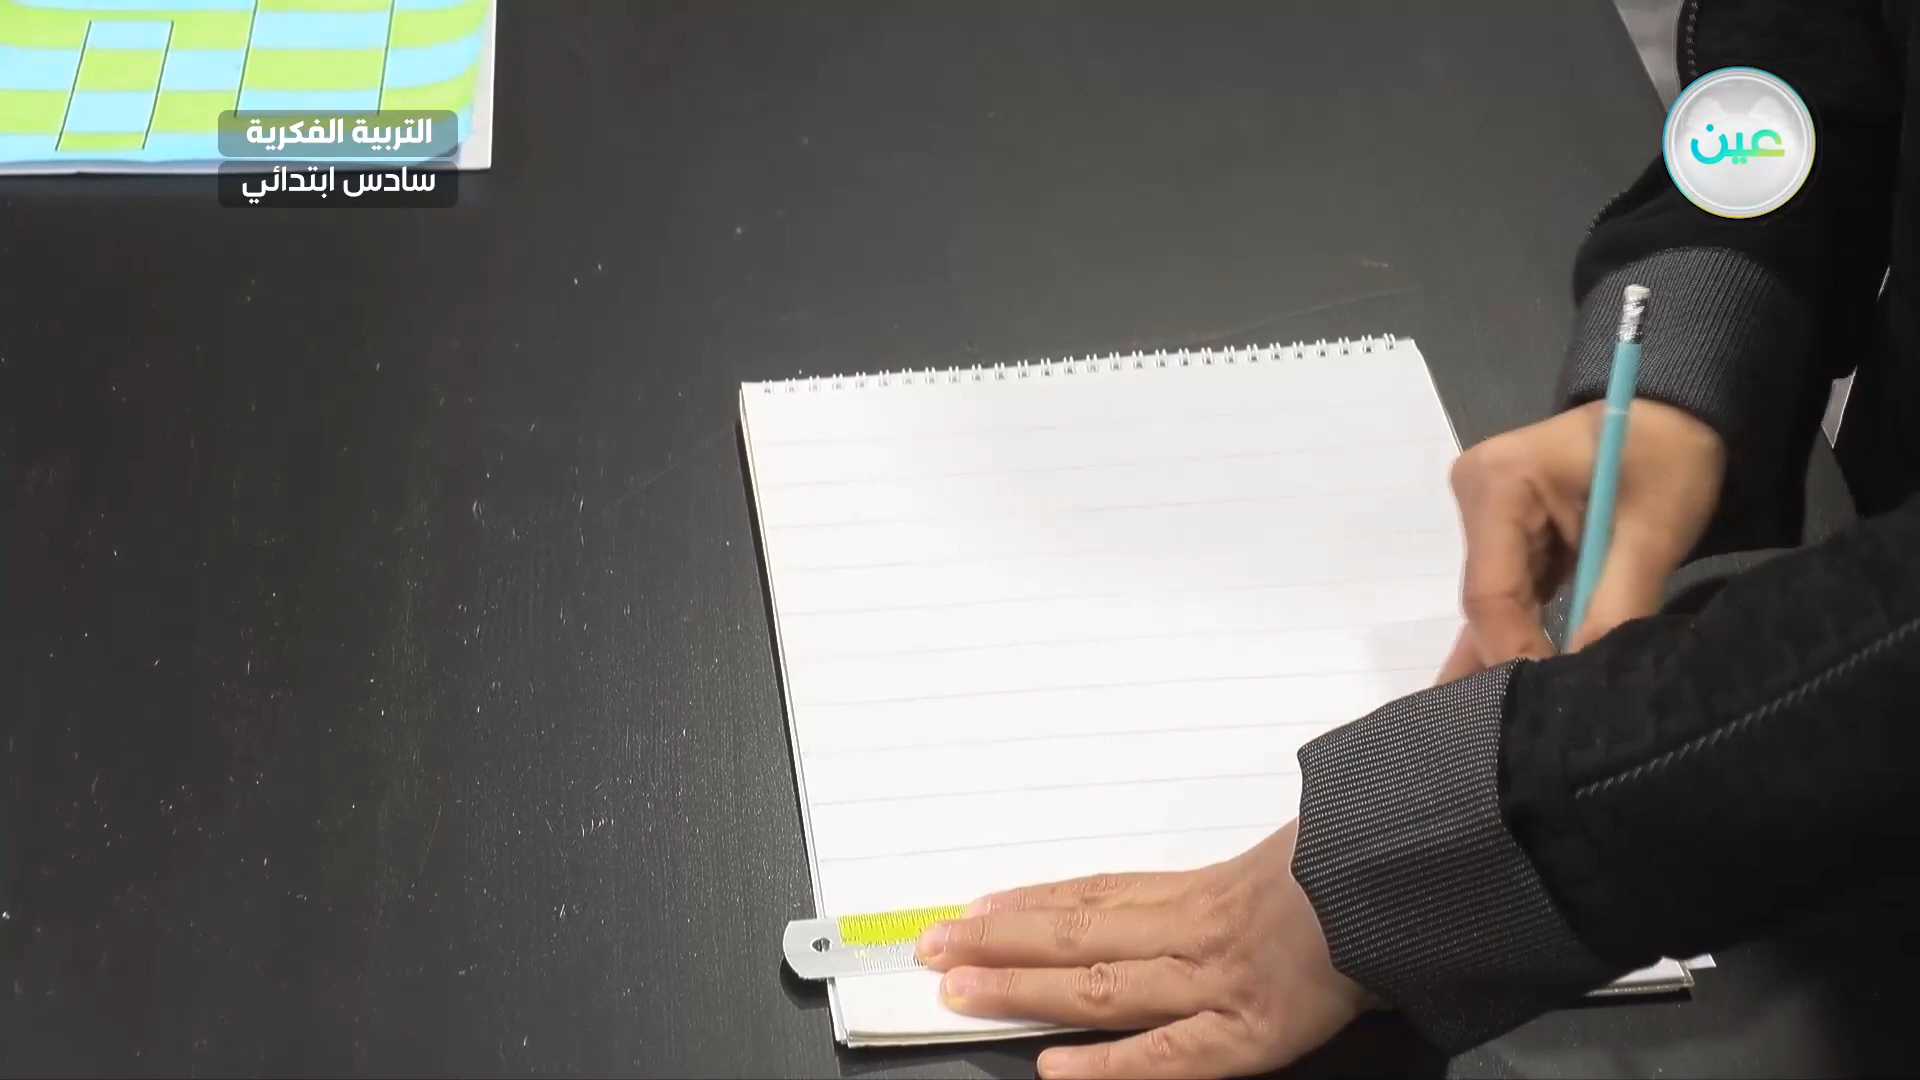 التربية الفكرية
سادس ابتدائي
عين